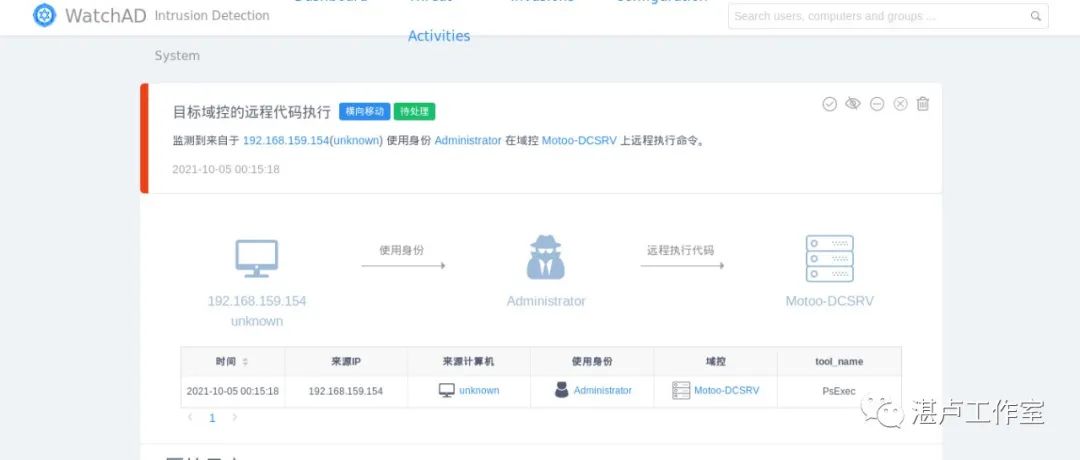 WatchAD Intrusion Detection
Activities
Search users, computers and groups ...
System
目标域控的远程代码执行 横向移动 待处理
监测到来自于 192.168.159.154(unknown) 使用身份 Administrator 在域控 Motoo-DCSRV 上远程执行命令。
2021-10-05 00:15:18
使用身份 远程执行代码
192.168.159.154 Administrator Motoo-DCSRV
unknown
时间 来源IP 来源计算机 使用身份 域控 tool_name
2021-10-05 00:15:18 192.168.159.154 unknown Administrator Motoo-DCSRV PsExec
1
湛卢工作室